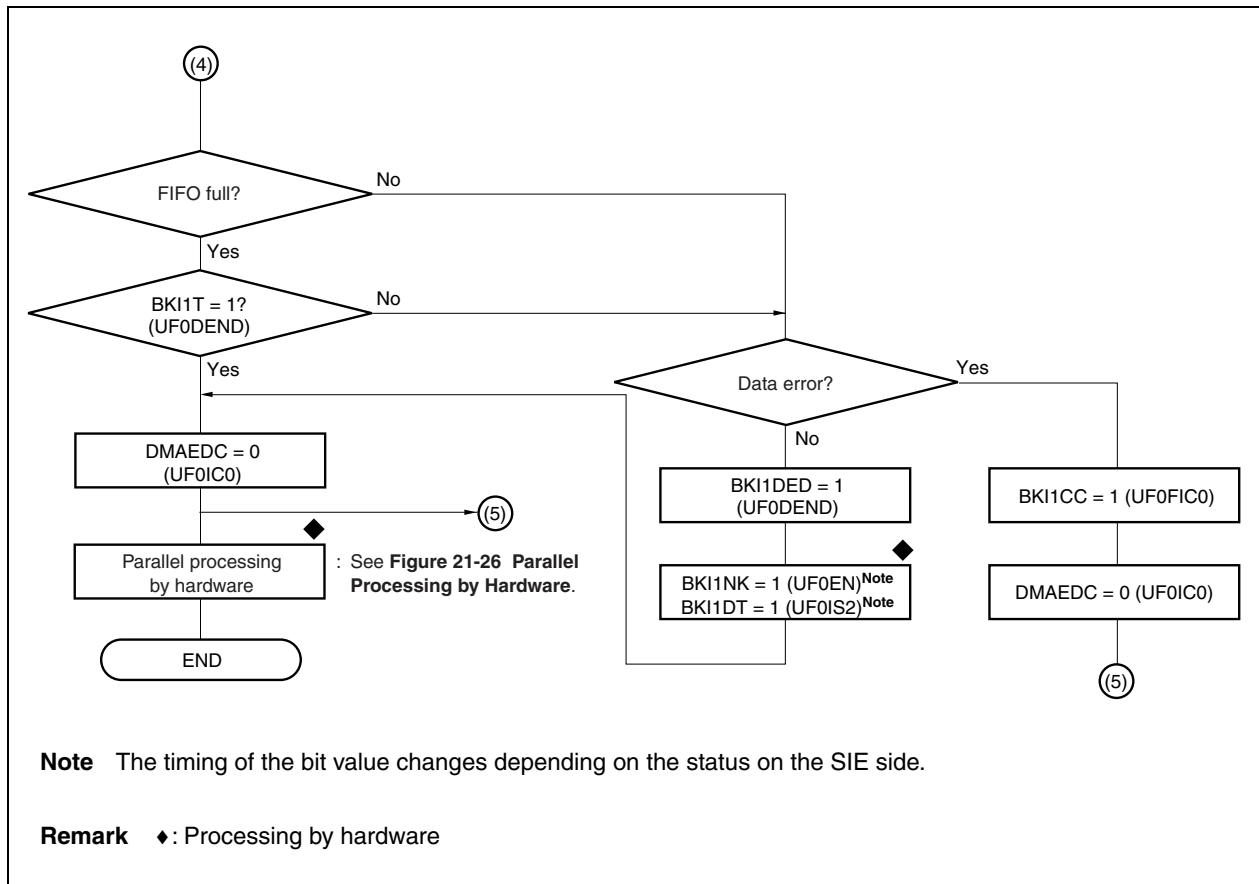 (4)
FIFO full?
No
Yes
BKI1T = 1?
(UF0DEND)
No
Yes
Data error?
Yes
No
DMAEDC = 0
(UF0IC0)
BKI1DED = 1
(UF0DEND)
BKI1CC = 1 (UF0FIC0)
(5)
◆
Parallel processing
by hardware
: See Figure 21-26 Parallel
Processing by Hardware.
◆
BKI1NK = 1 (UF0EN)Note
BKI1DT = 1 (UF0IS2)Note
DMAEDC = 0 (UF0IC0)
END
(5)
Note The timing of the bit value changes depending on the status on the SIE side.
Remark ♦: Processing by hardware